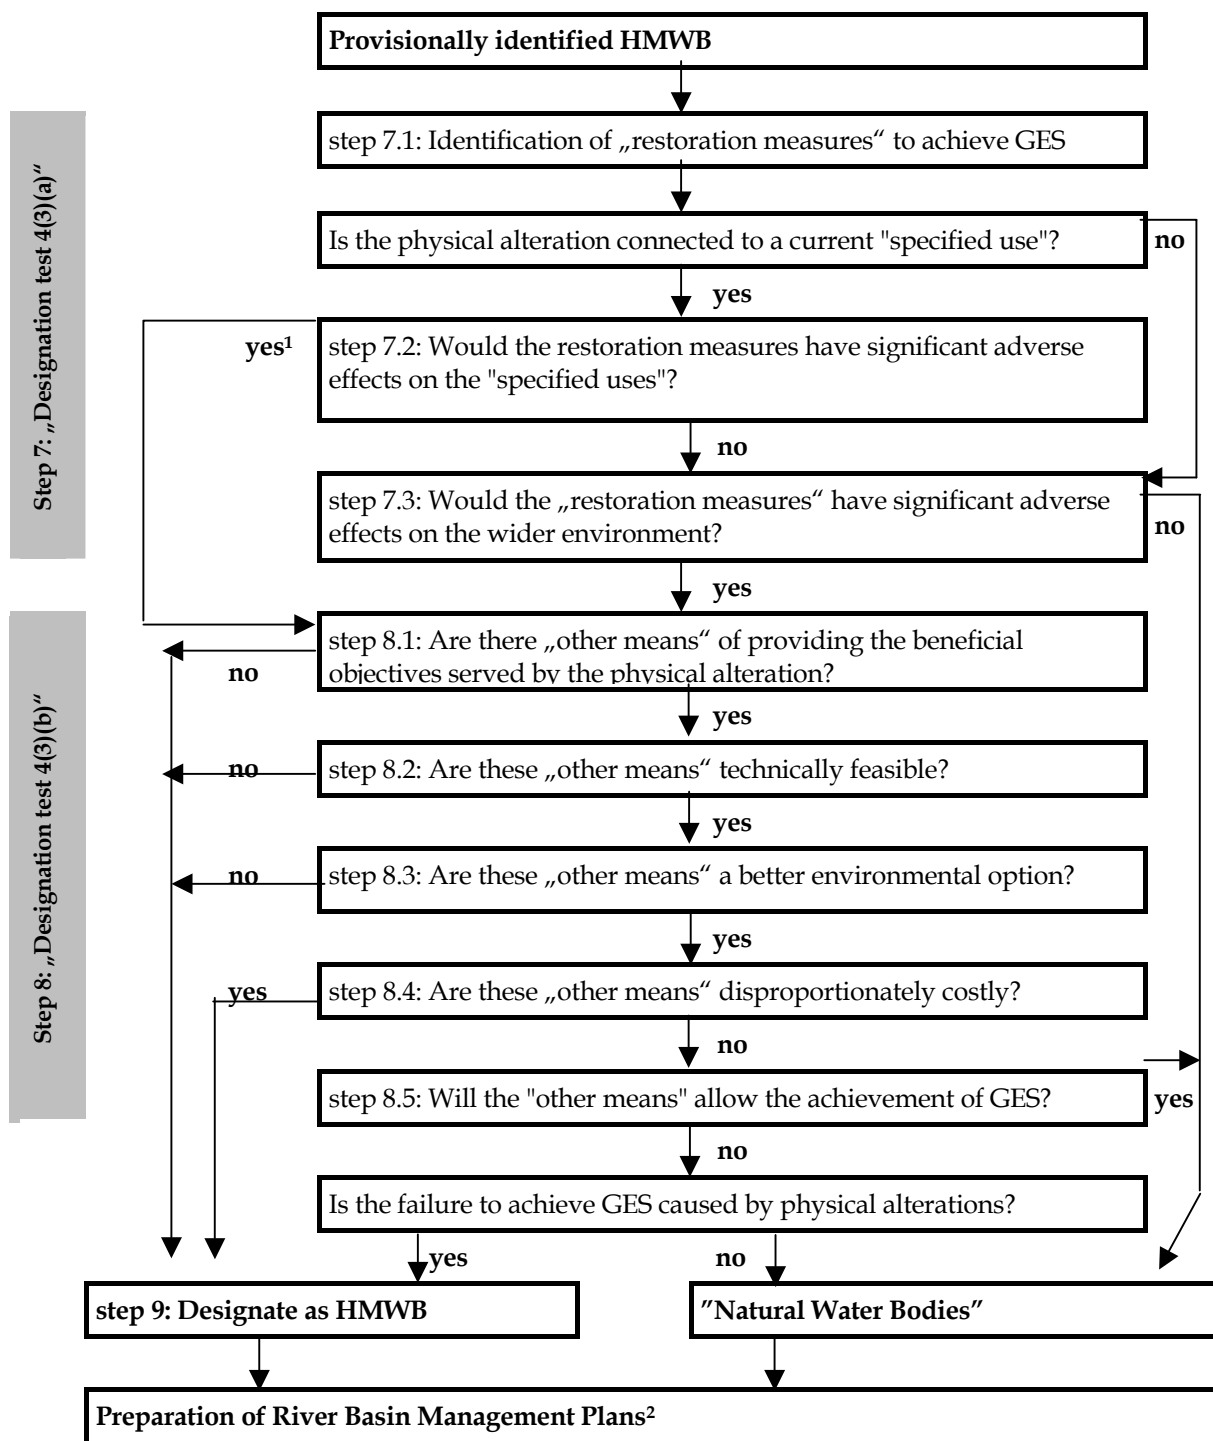 Provisionally identified HMWB
Step 7: „Designation test 4(3)(a)“
step 7.1: Identification of „restoration measures“ to achieve GES
Is the physical alteration connected to a current "specified use"?
no
yes
yes¹
step 7.2: Would the restoration measures have significant adverse
effects on the "specified uses"?
no
step 7.3: Would the „restoration measures“ have significant adverse
effects on the wider environment?
no
yes
Step 8: „Designation test 4(3)(b)“
step 8.1: Are there „other means“ of providing the beneficial
objectives served by the physical alteration?
no
yes
step 8.2: Are these „other means“ technically feasible?
no
yes
step 8.3: Are these „other means“ a better environmental option?
no
yes
step 8.4: Are these „other means“ disproportionately costly?
yes
no
step 8.5: Will the "other means" allow the achievement of GES?
yes
no
Is the failure to achieve GES caused by physical alterations?
yes
no
step 9: Designate as HMWB
”Natural Water Bodies”
Preparation of River Basin Management Plans²